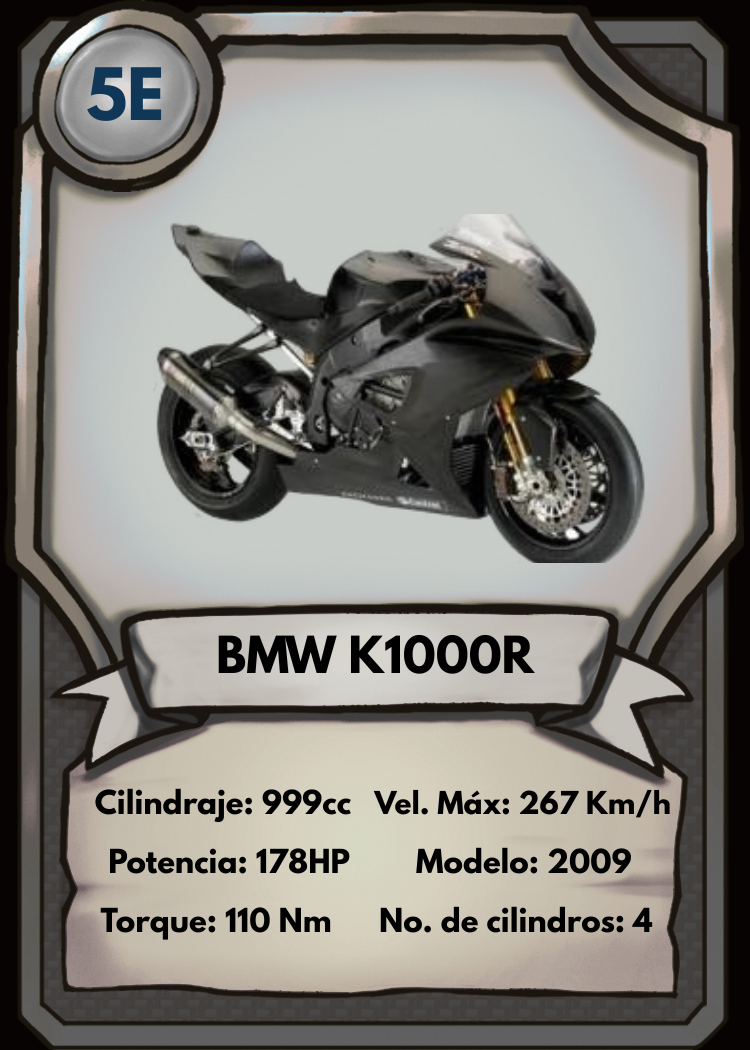 5E
BMW K1000R
Cilindraje: 999cc Vel. Máx: 267 Km/h
Potencia: 178HP Modelo: 2009
Torque: 110 Nm No. de cilindros: 4